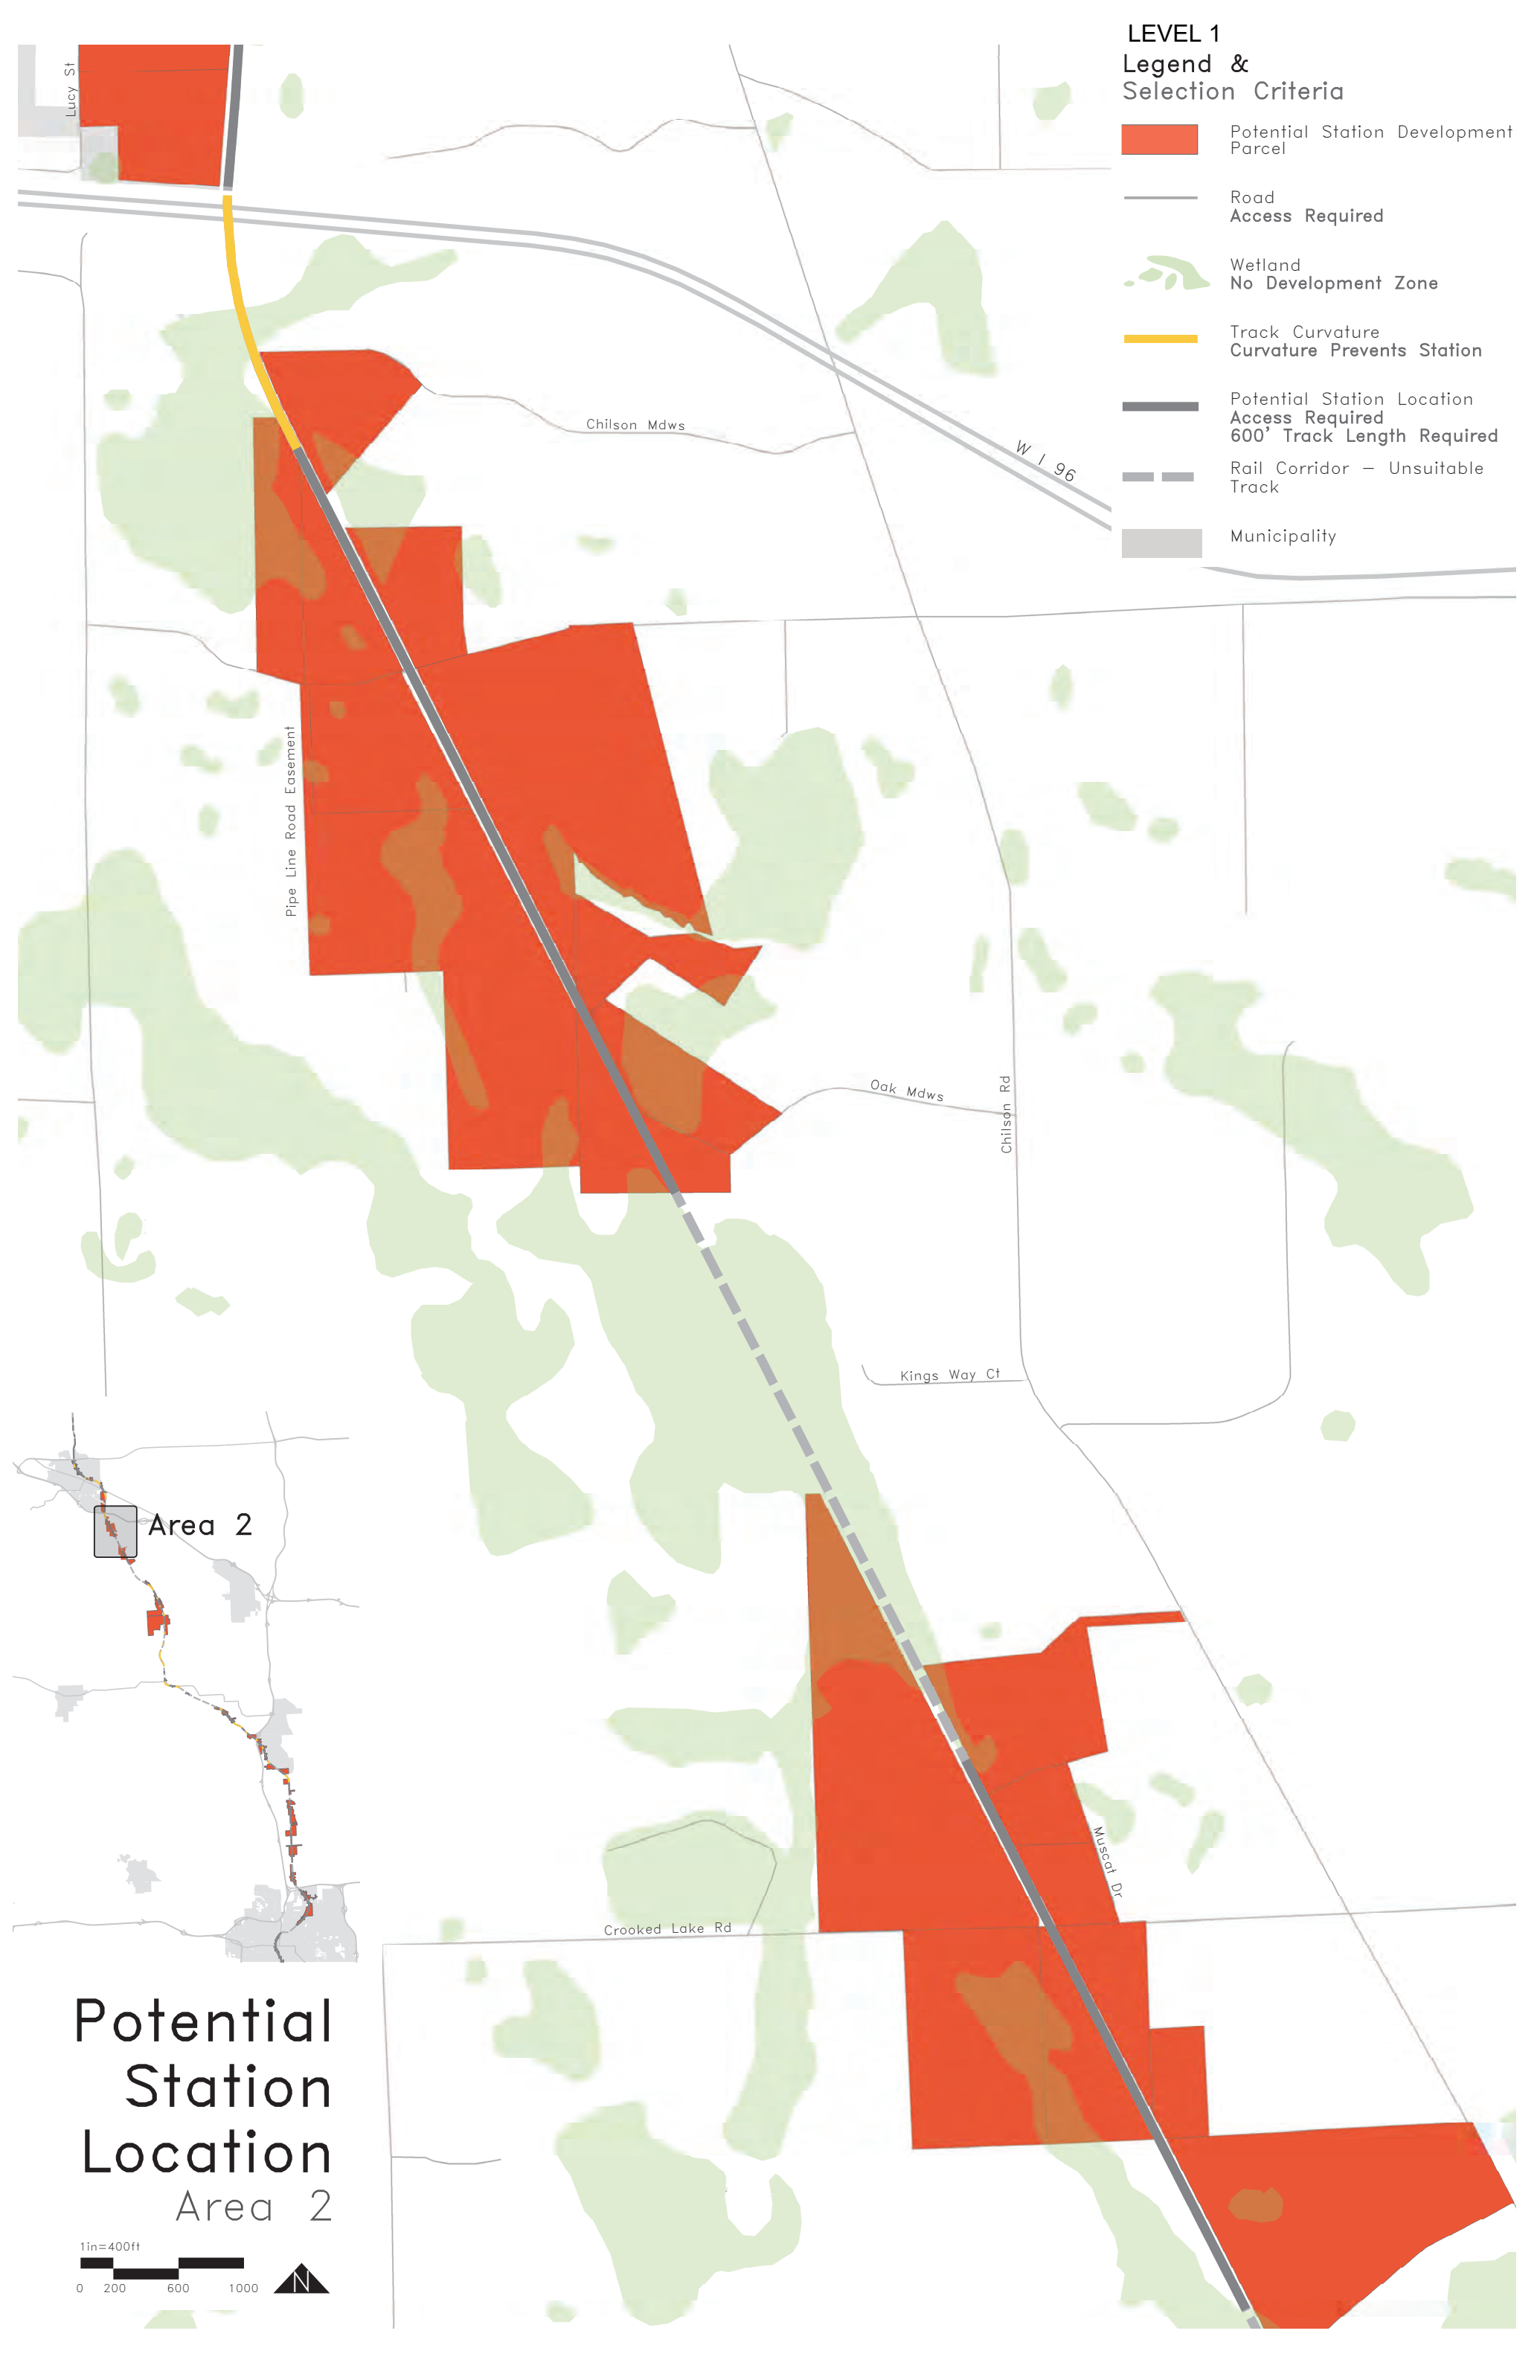 LEVEL 1
Legend &
Selection Criteria
Potential Station Development
Parcel
Road
Access Required
Wetland
No Development Zone
Track Curvature
Curvature Prevents Station
Potential Station Location
Access Required
600' Track Length Required
Rail Corridor – Unsuitable
Track
Municipality
Lucy St
Chilson Mdws
W I 96
Pipe Line Road Easement
Oak Mdws
Chilson Rd
Kings Way Ct
Muscat Dr
Crooked Lake Rd
Area 2
Potential
Station
Location
Area 2
1in=400ft
0 200 600 1000
N